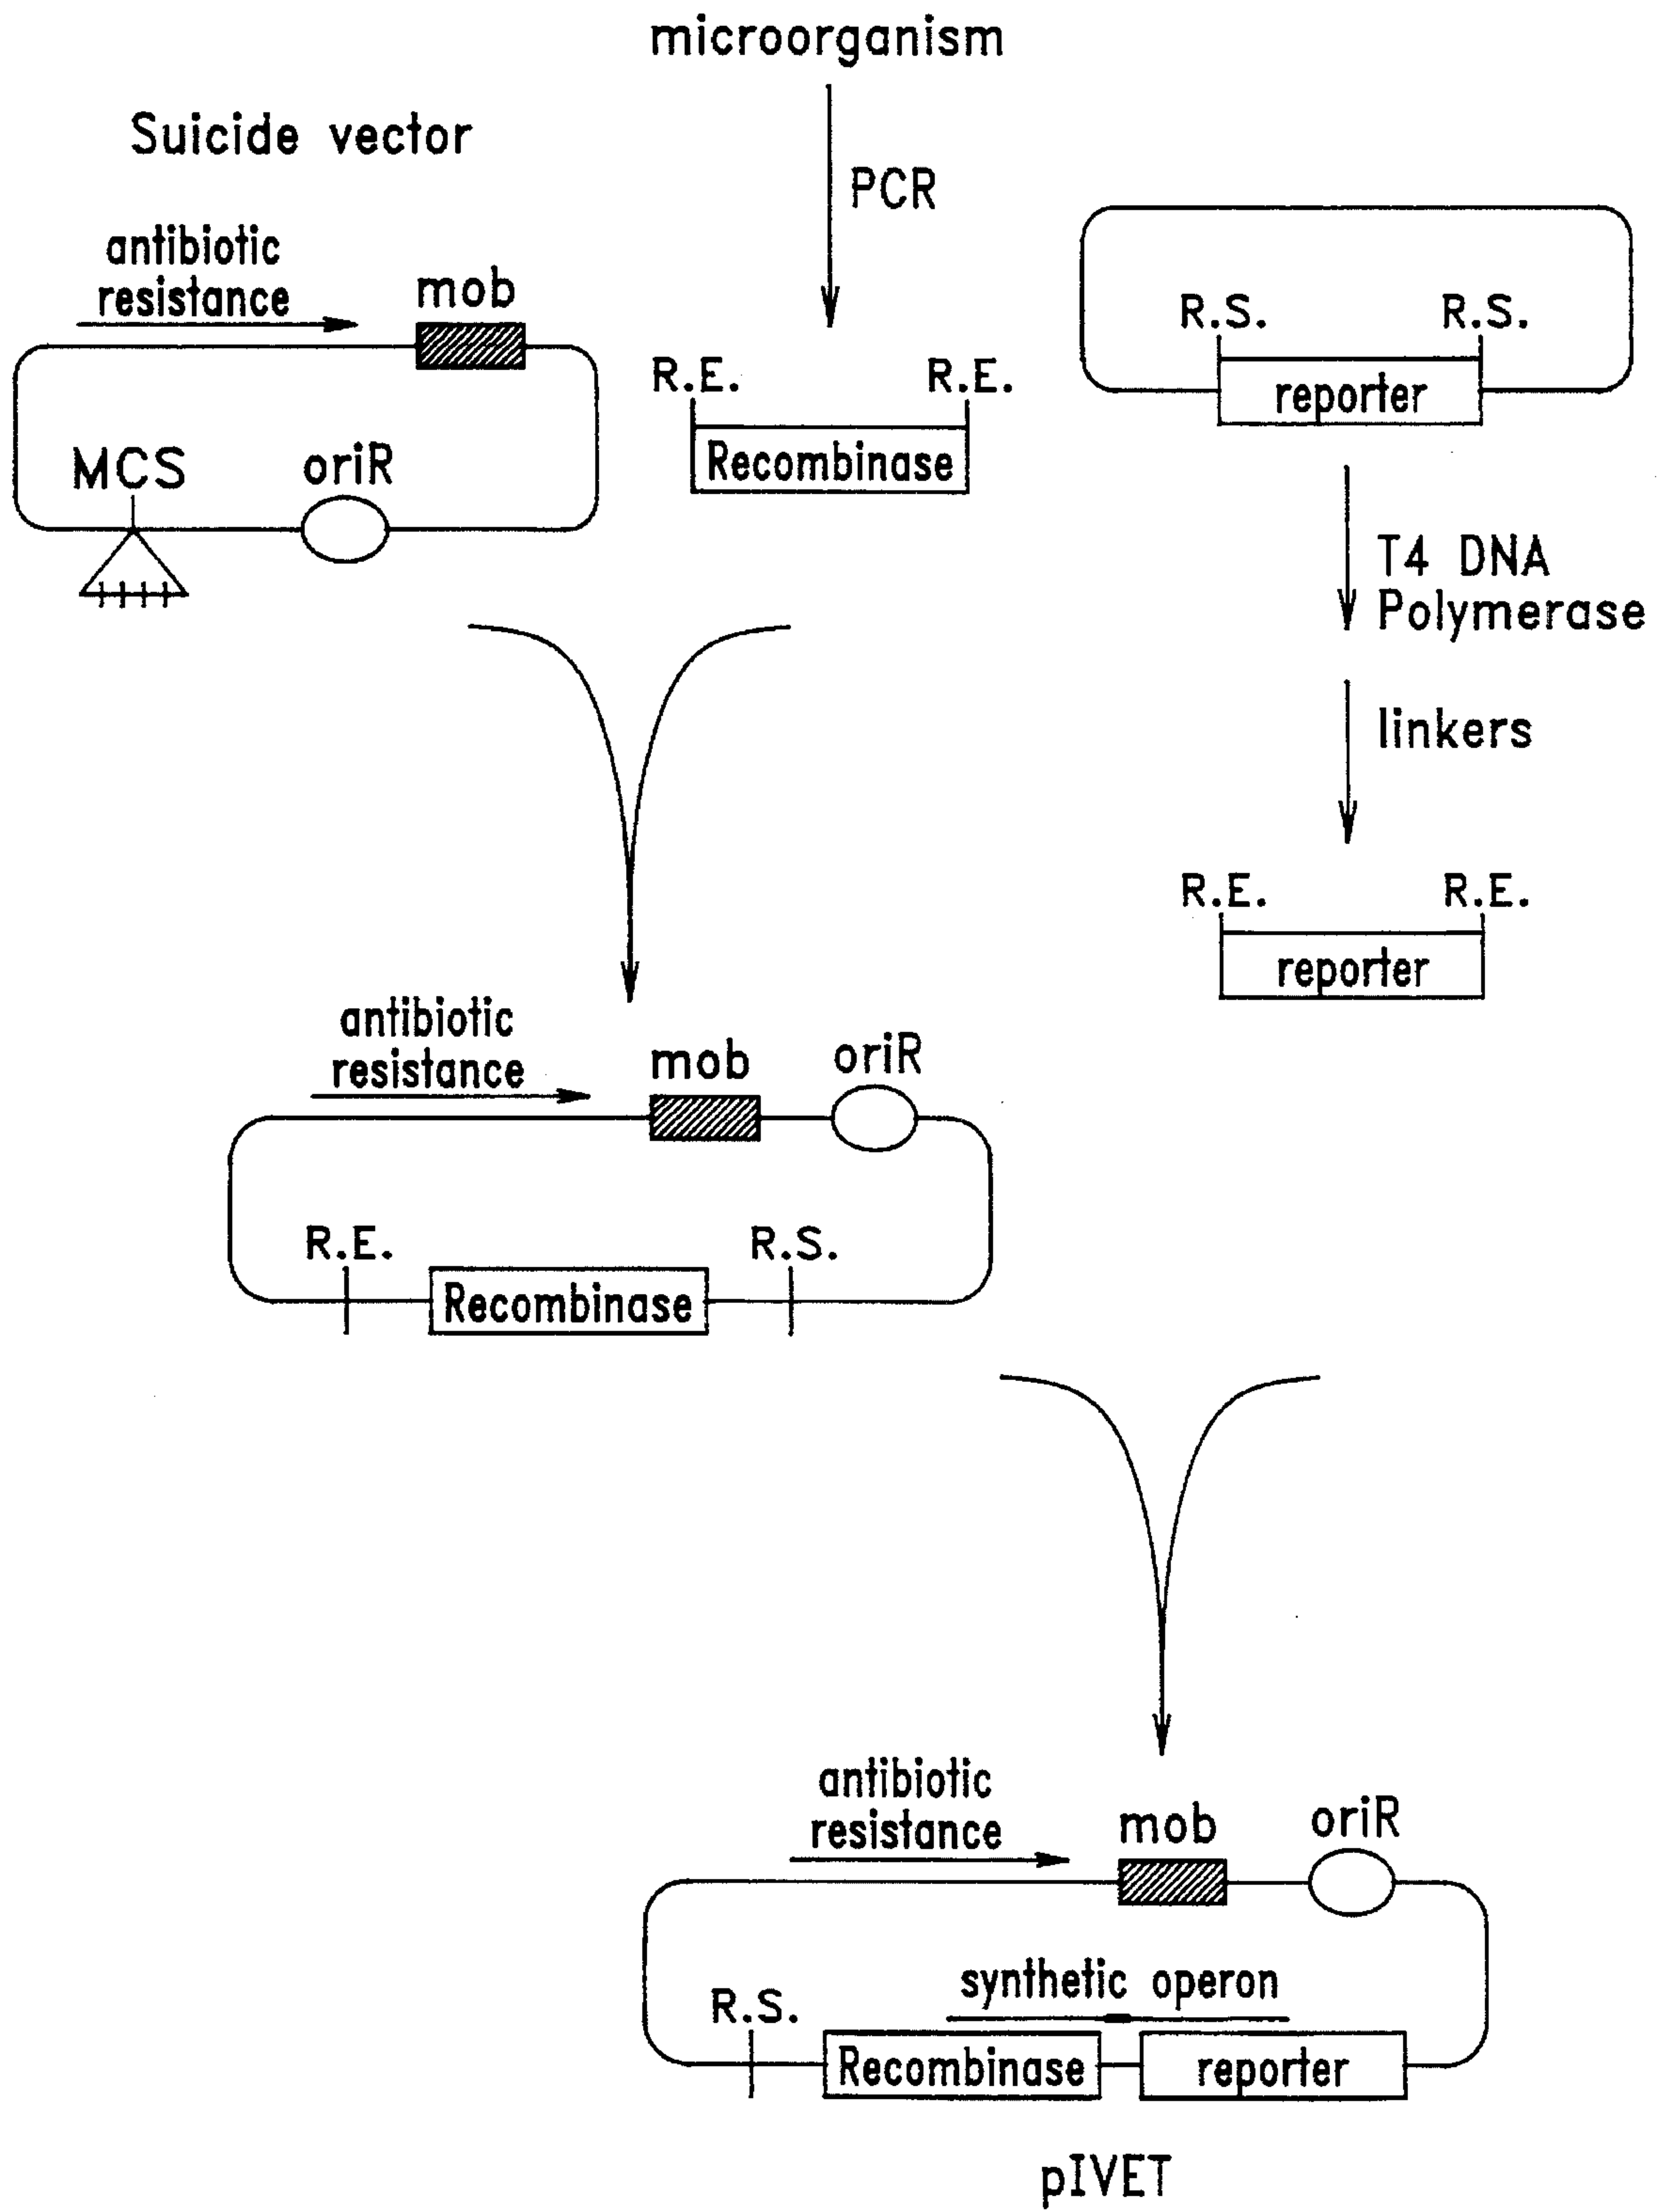 microorganism
Suicide vector
PCR
antibiotic
resistance
mob
R.S. R.S.
reporter
R.E. R.E.
Recombinase
MCS
oriR
T4 DNA
Polymerase
linkers
R.E. R.E.
reporter
antibiotic
resistance
mob
oriR
R.E.
R.S.
Recombinase
antibiotic
resistance
mob
oriR
synthetic operon
R.S.
Recombinase
reporter
pIVET